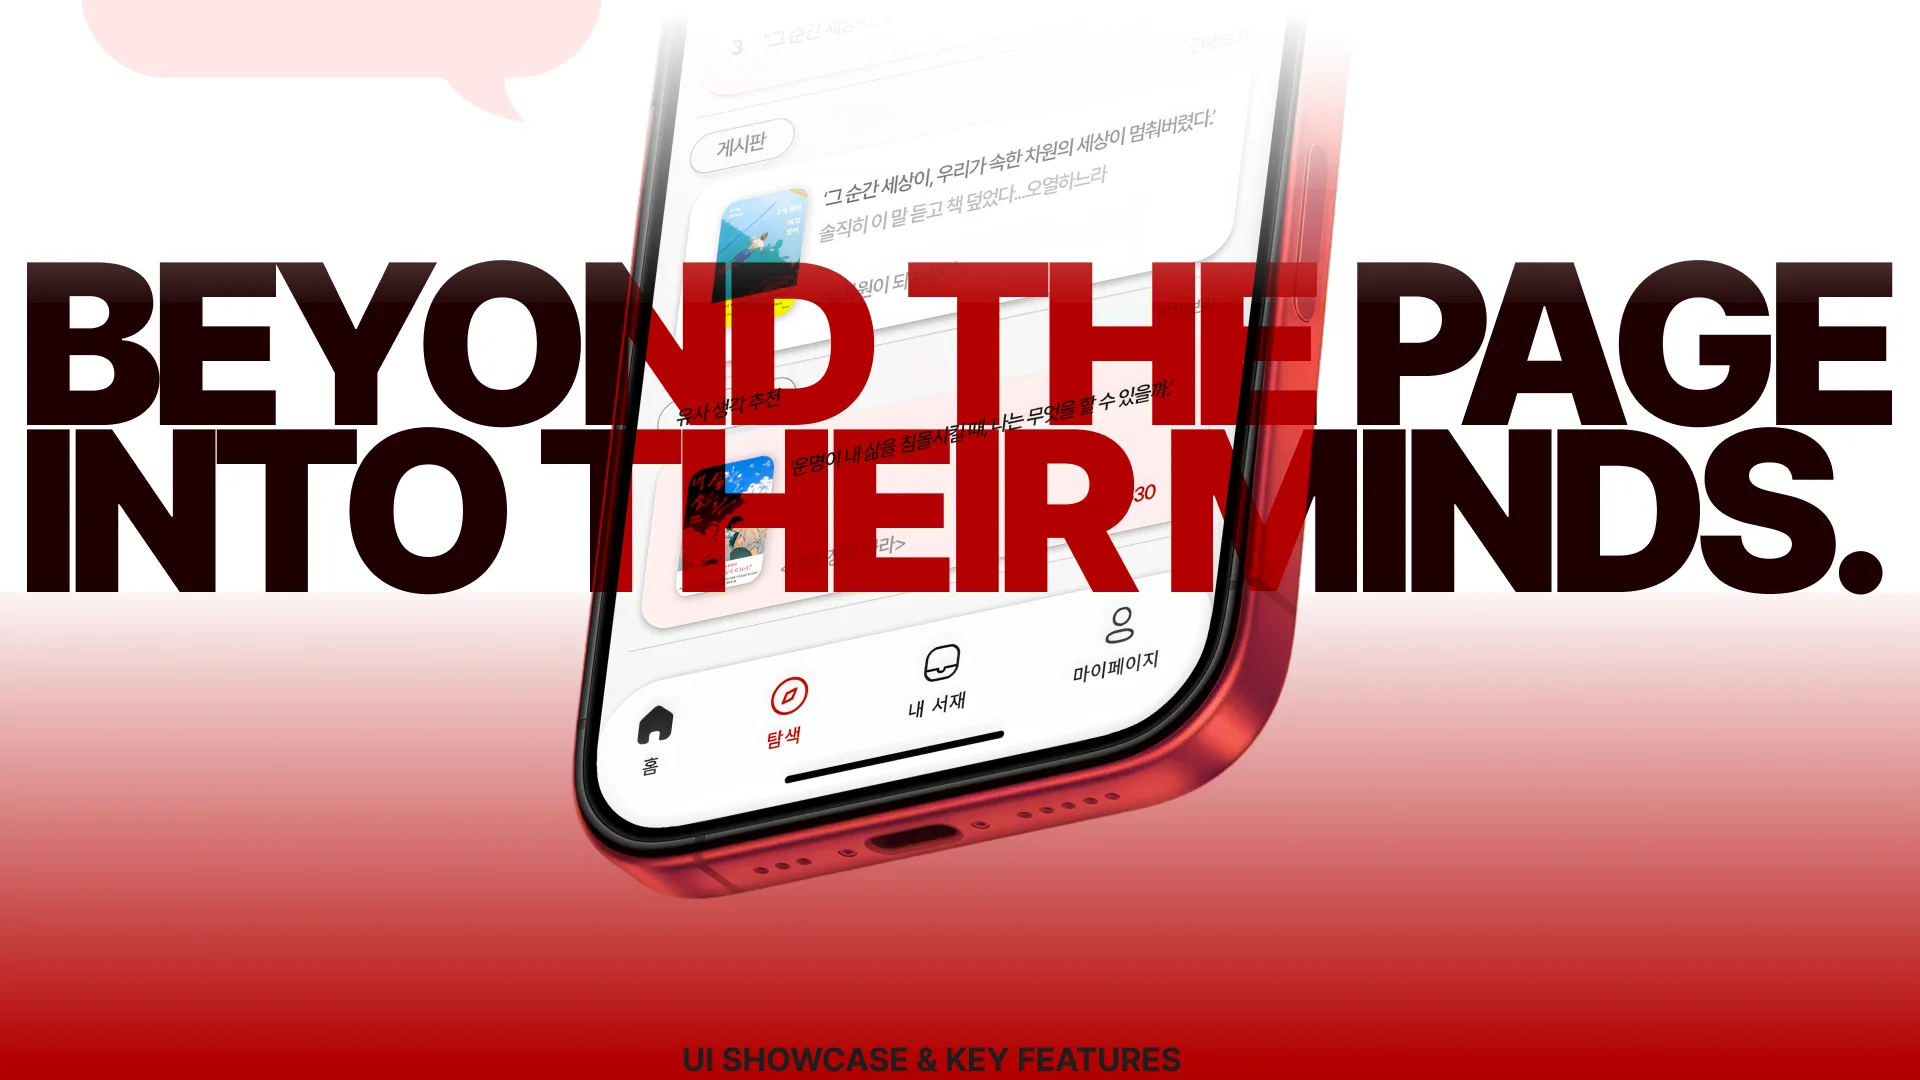 3 "그 순간 세상이,
전체보기
게시판
'그 순간 세상이, 우리가 속한 차원의 세상이 멈춰버렸다.'
솔직히 이 말 듣고 책 덮었다...오열하느라
BEYOND THE PAGE
유사 생각 추천
'운명이 내 삶을 침몰시킬 때, 나는 무엇을 할 수 있을까.'
INTO THEIR MINDS.
30
홈
탐색
내 서재
마이페이지
UI SHOWCASE & KEY FEATURES